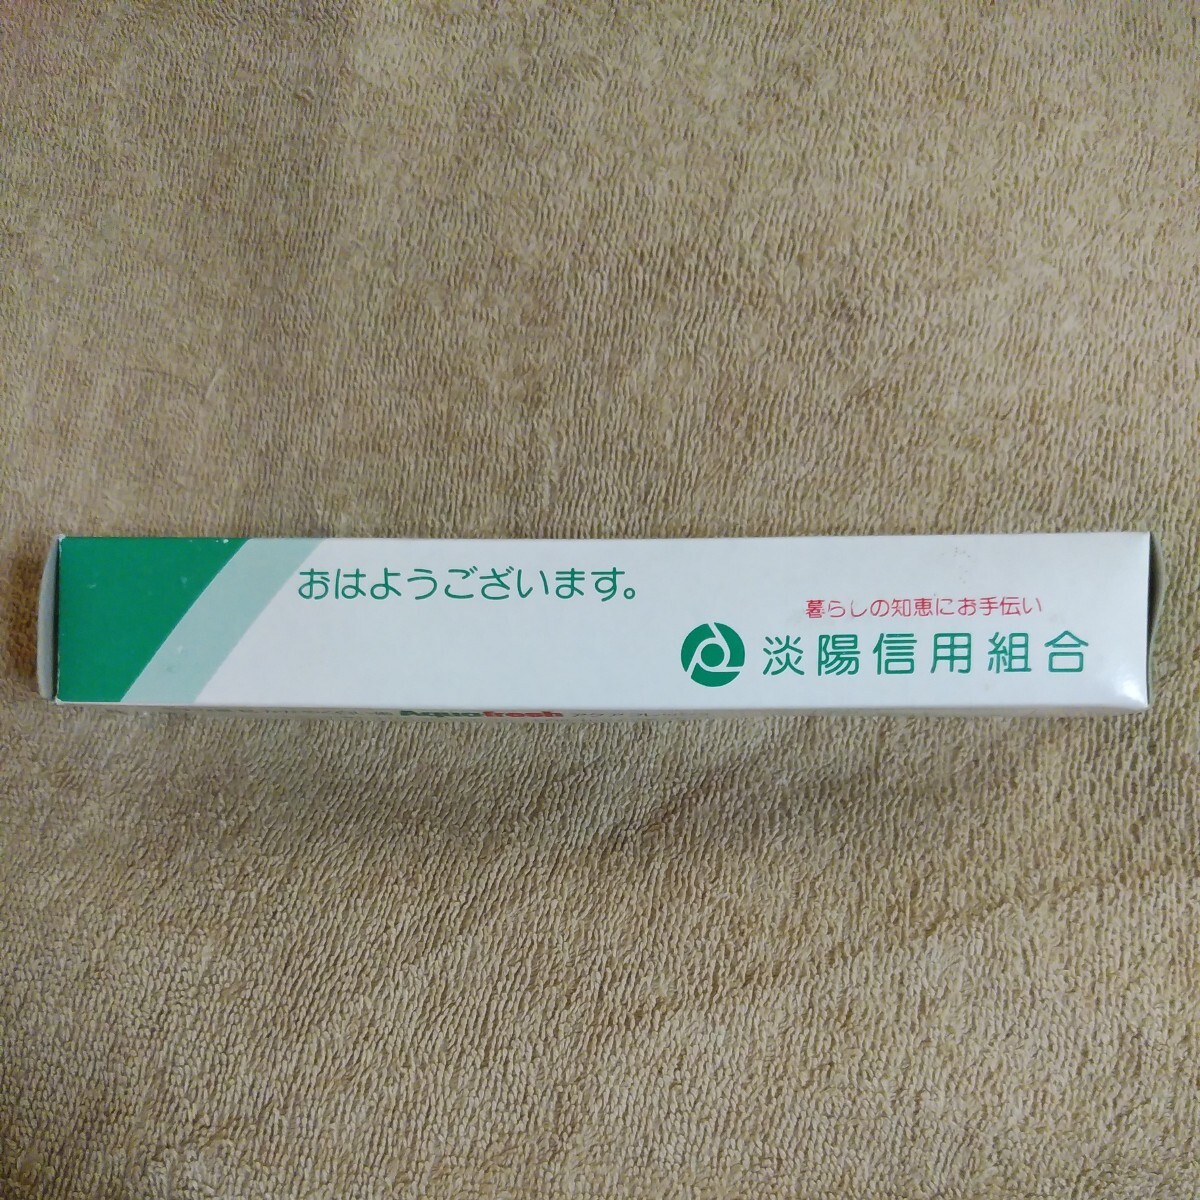 おはようございます。
暮らしの知恵にお手伝い
淡陽信用組合
Aquafresh